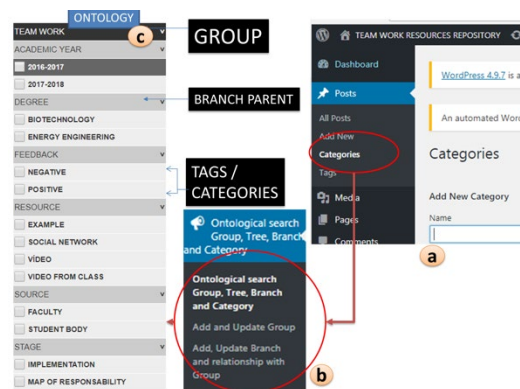 ONTOLOGY
TEAM WORK v
c
ACADEMIC YEAR v
2016-2017
2017-2018
DEGREE v
BIOTECHNOLOGY
ENERGY ENGINEERING
FEEDBACK v
NEGATIVE
POSITIVE
RESOURCE v
EXAMPLE
SOCIAL NETWORK
VÍDEO
VIDEO FROM CLASS
SOURCE v
FACULTY
STUDENT BODY
STAGE v
IMPLEMENTATION
MAP OF RESPONSABILITY
GROUP
BRANCH PARENT
TAGS /
CATEGORIES
Ontological search
Group, Tree, Branch
and Category
Ontological search
Group, Tree, Branch
and Category
Add and Update Group
Add, Update Branch
and relationship with
Group
b
TEAM WORK RESOURCES REPOSITORY
Dashboard
Posts
All Posts
Add New
Categories
Tags
Media
Pages
Comments
WordPress 4.9.7 is a
An automated Wor
Categories
Add New Category
Name
a